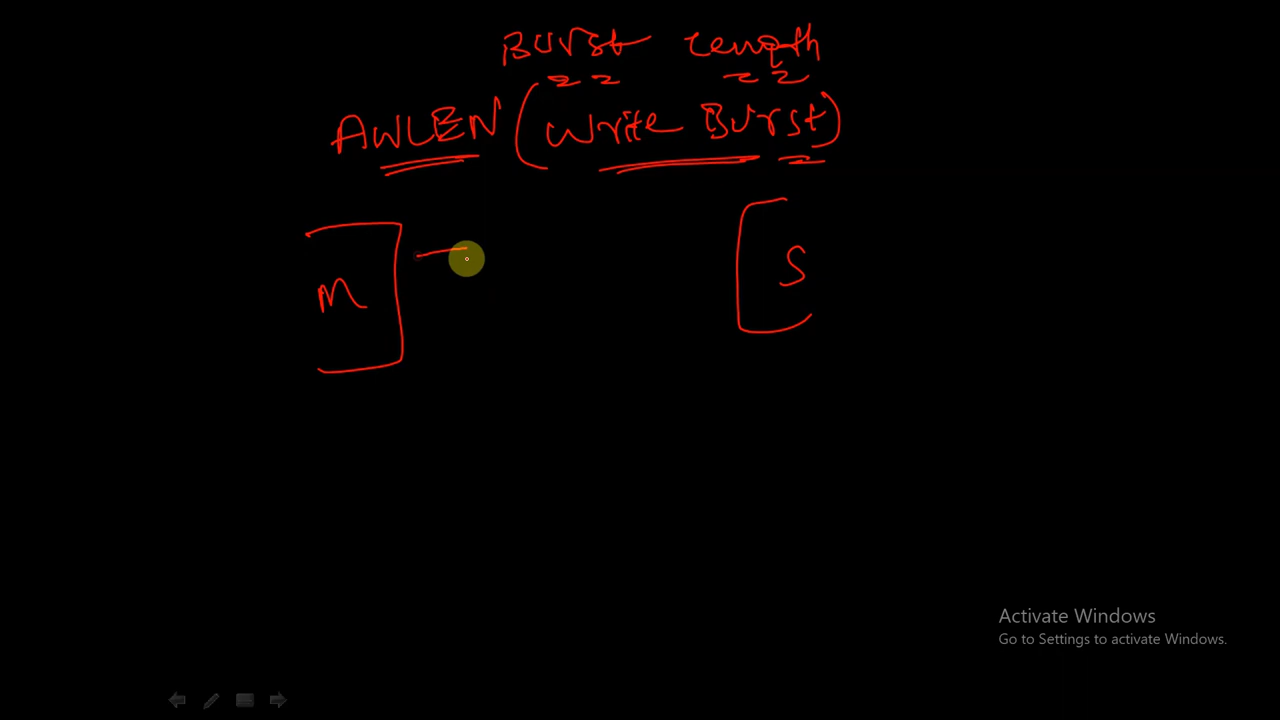 Burst Length
AWLEN (Write Burst)
M
S
Activate Windows
Go to Settings to activate Windows.